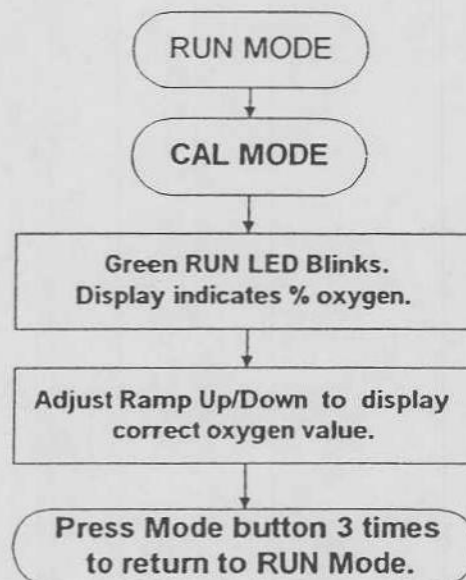 RUN MODE
CAL MODE
Green RUN LED Blinks.
Display indicates % oxygen.
Adjust Ramp Up/Down to display
correct oxygen value.
Press Mode button 3 times
to return to RUN Mode.